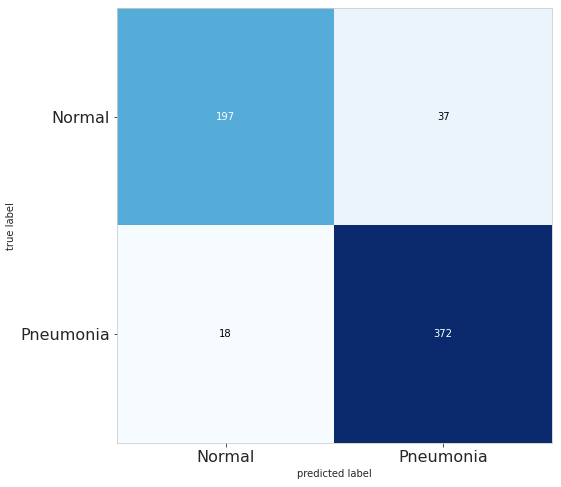 Normal
197
37
true label
Pneumonia
18
372
Normal
Pneumonia
predicted label